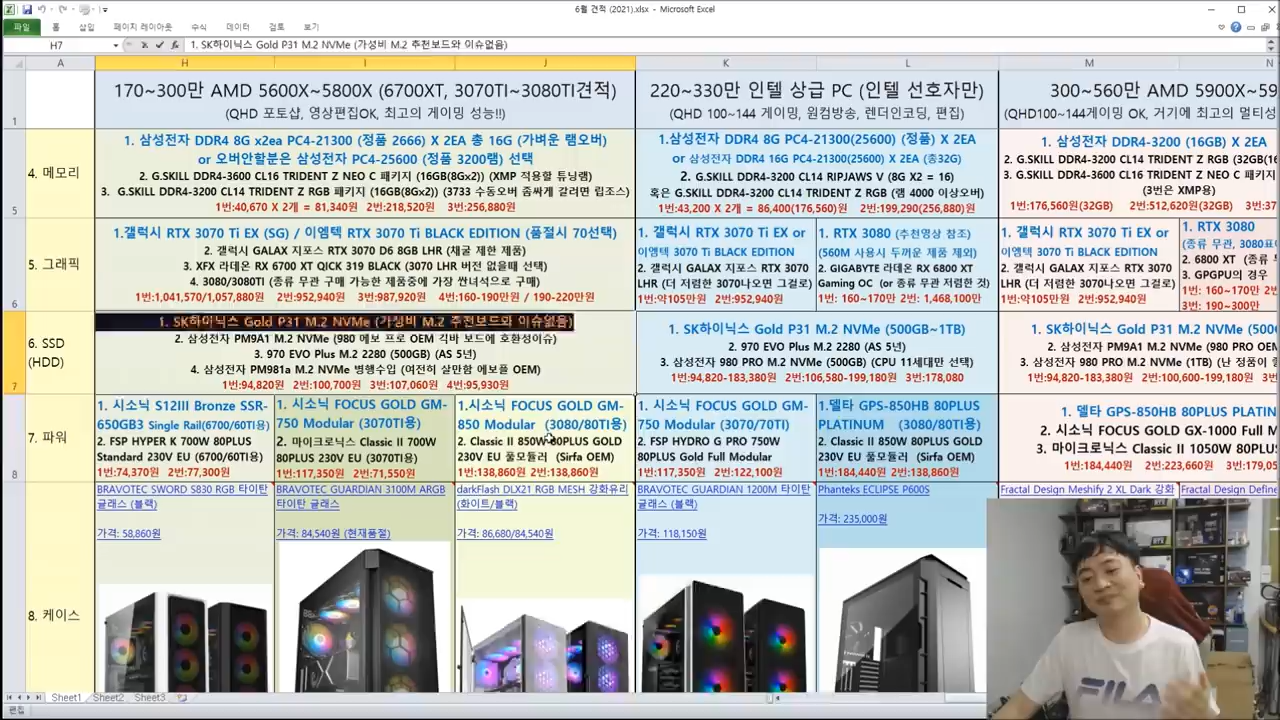 6월 견적 (2021).xlsx - Microsoft Excel
파일 홈 삽입 페이지 레이아웃 수식 데이터 검토 보기
H7 1. SK하이닉스 Gold P31 M.2 NVMe (가성비 M.2 추천보드와 이슈없음)
A H I J K L M N
1
170~300만 AMD 5600X~5800X (6700XT, 3070TI~3080TI견적)
(QHD 포토샵, 영상편집OK, 최고의 게이밍 성능!!)
220~330만 인텔 상급 PC (인텔 선호자만)
(QHD 100~144 게이밍, 원컴방송, 렌더인코딩, 편집)
300~560만 AMD 5900X~59
(QHD100~144게이밍 OK, 거기에 최고의 멀티성
4. 메모리
5
1. 삼성전자 DDR4 8G x2ea PC4-21300 (정품 2666) X 2EA 총 16G (가벼운 램오버)
or 오버안할분은 삼성전자 PC4-25600 (정품 3200램) 선택
2. G.SKILL DDR4-3600 CL16 TRIDENT Z NEO C 패키지 (16GB(8Gx2)) (XMP 적용할 튜닝램)
3. G.SKILL DDR4-3200 CL14 TRIDENT Z RGB 패키지 (16GB(8Gx2)) (3733 수동오버 좀싸게 갈려면 립조스)
1번:40,670 X 2개 = 81,340원 2번:218,520원 3번:256,880원
1.삼성전자 DDR4 8G PC4-21300(25600) (정품) X 2EA
or 삼성전자 DDR4 16G PC4-21300(25600) X 2EA (총32G)
2. G.SKILL DDR4-3200 CL14 RIPJAWS V (8G X2 = 16)
혹은 G.SKILL DDR4-3200 CL14 TRIDENT Z RGB (램 4000 이상오버)
1번:43,200 X 2개 = 86,400(176,560)원 2번:199,290(256,880)원
1. 삼성전자 DDR4 (16GB) X 2EA
2. G.SKILL DDR4-3200 CL14 TRIDENT Z RGB (32GB(16
2. G.SKILL DDR4-3200 CL14 TRIDENT Z RGB 패키지 (16
(3번은 XMP용)
1번:176,560원(32GB) 2번:512,620원(32GB) 3번:37
5. 그래픽
6
1.갤럭시 RTX 3070 Ti EX (SG) / 이엠텍 RTX 3070 Ti BLACK EDITION (품절시 70선택)
2. 갤럭시 GALAX 지포스 RTX 3070 D6 8GB LHR (채굴 제한 제품)
3. XFX 라데온 RX 6700 XT QICK 319 BLACK (3070 LHR 버전 없을때 선택)
4. 3080/3080TI (종류 무관 구매 가능한 제품중에 가장 싼녀석으로 구매)
1번:1,041,570/1,057,880원 2번:952,940원 3번:987,920원 4번:160-190만원 / 190-220만원
1. 갤럭시 RTX 3070 Ti EX or
이엠텍 3070 Ti BLACK EDITION
2. 갤럭시 GALAX 지포스 RTX 3070
LHR (더 저렴한 3070나오면 그걸로)
1번:약105만원 2번:952,940원
1. RTX 3080 (추천영상 참조)
(560M 사용시 두꺼운 제품 제외)
2. GIGABYTE 라데온 RX 6800 XT
Gaming OC (or 종류 무관 저렴한 것)
1번: 160~170만 2번: 1,468,100만
1. 갤럭시 RTX 3070 Ti EX or
이엠텍 3070 Ti BLACK EDITION
2. 갤럭시 GALAX 지포스 RTX 3070
LHR (더 저렴한 3070나오면 그걸로)
1번:약105만원 2번:952,940원
1. RTX 3080
(종류 무관, 3080
2. 6800 XT (종류 무
3. GPGPU의 경우
1번: 160~170만 2번:
3번: 190~300만
6. SSD
(HDD)
7
1. SK하이닉스 Gold P31 M.2 NVMe (가성비 M.2 추천보드와 이슈없음)
2. 삼성전자 PM9A1 M.2 NVMe (980 에보 프로 OEM 긱바 보드에 호환성이슈)
3. 970 EVO Plus M.2 2280 (500GB) (AS 5년)
4. 삼성전자 PM981a M.2 NVMe 병행수입 (여전히 살만함 에보플 OEM)
1번:94,820원 2번:100,700원 3번:107,060원 4번:95,930원
1. SK하이닉스 Gold P31 M.2 NVMe (500GB~1TB)
2. 970 EVO Plus M.2 2280 (AS 5년)
3. 삼성전자 980 PRO M.2 NVMe (500GB) (CPU 11세대만 선택)
1번:94,820-183,380원 2번:106,580-199,180원 3번:178,080
1. SK하이닉스 Gold P31 M.2 NVMe (500
2. 삼성전자 PM9A1 M.2 NVMe (980 PRO OEM
3. 삼성전자 980 PRO M.2 NVMe (1TB) (난 정품이 좋
1번:94,820-183,380원 2번:100,600-199,180원 3번:
7. 파워
8
1. 시소닉 S12III Bronze SSR-
650GB3 Single Rail(6700/60TI용)
2. FSP HYPER K 700W 80PLUS
Standard 230V EU (6700/60TI용)
1번:74,370원 2번:77,300원
1. 시소닉 FOCUS GOLD GM-
750 Modular (3070TI용)
2. 마이크로닉스 Classic II 700W
80PLUS 230V EU (3070TI용)
1번:117,350원 2번:71,550원
1.시소닉 FOCUS GOLD GM-
850 Modular (3080/80TI용)
2. Classic II 850W 80PLUS GOLD
230V EU 풀모듈러 (Sirfa OEM)
1번:138,860원 2번:138,860원
1. 시소닉 FOCUS GOLD GM-
750 Modular (3070/70TI)
2. FSP HYDRO G PRO 750W
80PLUS Gold Full Modular
1번:117,350원 2번:122,100원
1.델타 GPS-850HB 80PLUS
PLATINUM (3080/80TI용)
2. Classic II 850W 80PLUS GOLD
230V EU 풀모듈러 (Sirfa OEM)
1번:184,440원 2번:138,860원
1. 델타 GPS-850HB 80PLUS PLATIN
2. 시소닉 FOCUS GOLD GX-1000 Full M
3. 마이크로닉스 Classic II 1050W 80PL
1번:184,440원 2번:223,660원 3번:179,05
8. 케이스
BRAVOTEC SWORD S830 RGB 타이탄
글래스 (블랙)
가격: 58,860원
BRAVOTEC GUARDIAN 3100M ARGB
타이탄 글래스
가격: 84,540원 (현재품절)
darkFlash DLX21 RGB MESH 강화유리
(화이트/블랙)
가격: 86,680/84,540원
BRAVOTEC GUARDIAN 1200M 타이탄
글래스 (블랙)
가격: 118,150원
Phanteks ECLIPSE P600S
가격: 235,000원
Fractal Design Meshify 2 XL Dark 강화
Fractal Design Define
FILA
Sheet1 Sheet2 Sheet3
편집